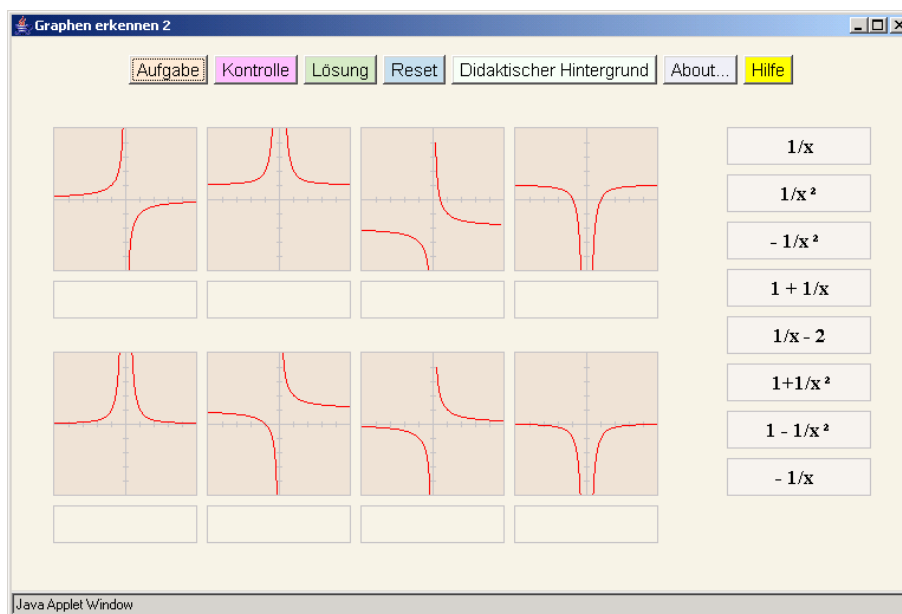 Graphen erkennen 2
Aufgabe Kontrolle Lösung Reset Didaktischer Hintergrund About... Hilfe
1/x
1/x²
- 1/x²
1 + 1/x
1/x - 2
1+1/x²
1 - 1/x²
- 1/x
Java Applet Window